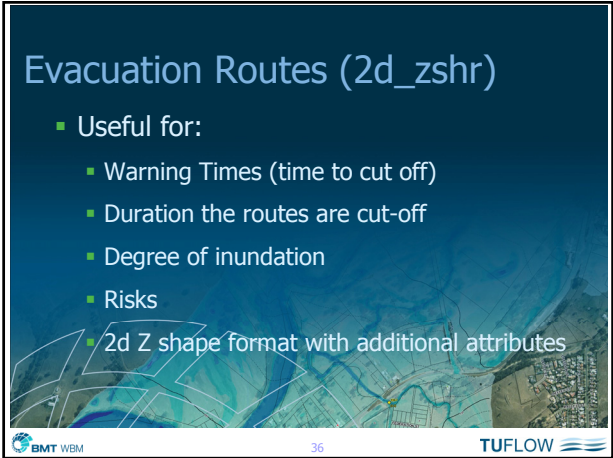 Evacuation Routes (2d_zshr)
▪ Useful for:
▪ Warning Times (time to cut off)
▪ Duration the routes are cut-off
▪ Degree of inundation
▪ Risks
▪ 2d Z shape format with additional attributes
BMT WBM
36
TUFLOW